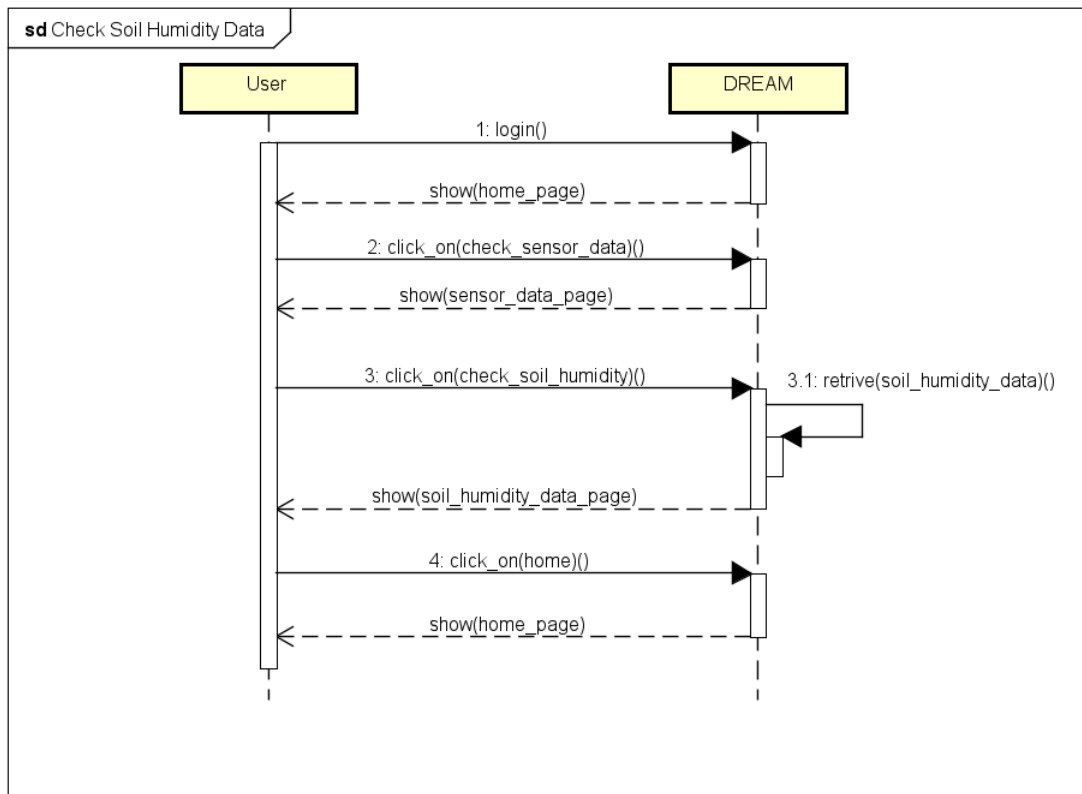 sd Check Soil Humidity Data
User
DREAM
1: login()
show(home_page)
2: click_on(check_sensor_data)()
show(sensor_data_page)
3: click_on(check_soil_humidity)()
3.1: retrive(soil_humidity_data)()
show(soil_humidity_data_page)
4: click_on(home)()
show(home_page)